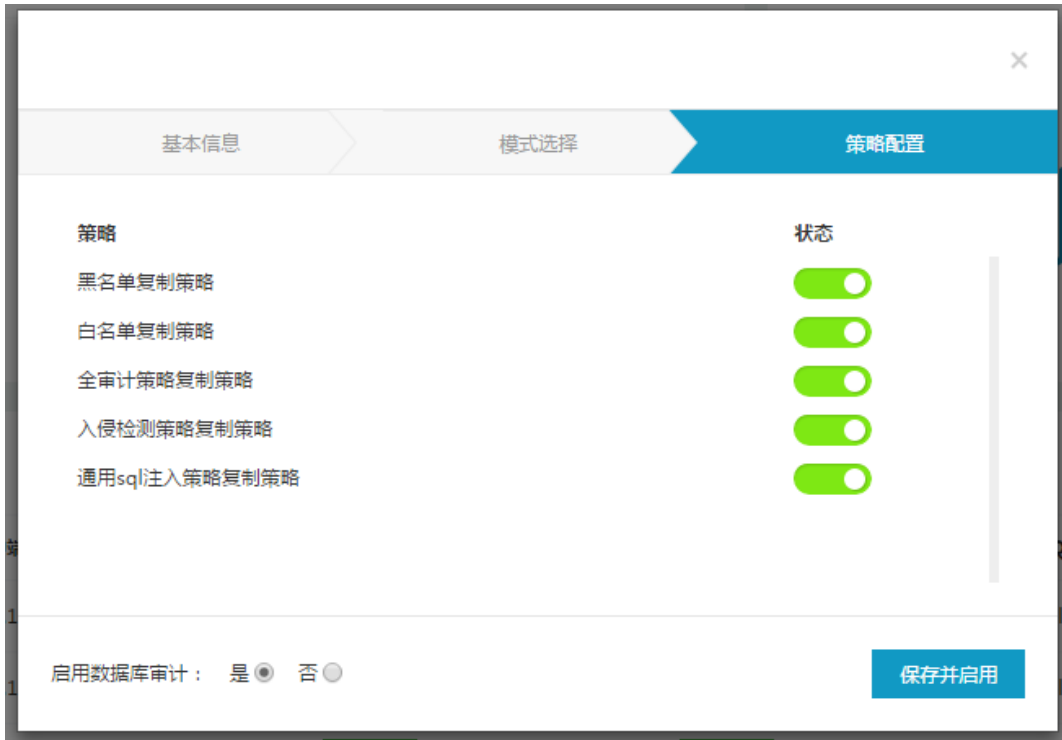 基本信息 模式选择 策略配置
策略 状态
黑名单复制策略
白名单复制策略
全审计策略复制策略
入侵检测策略复制策略
通用sql注入策略复制策略
启用数据库审计： 是 否 保存并启用